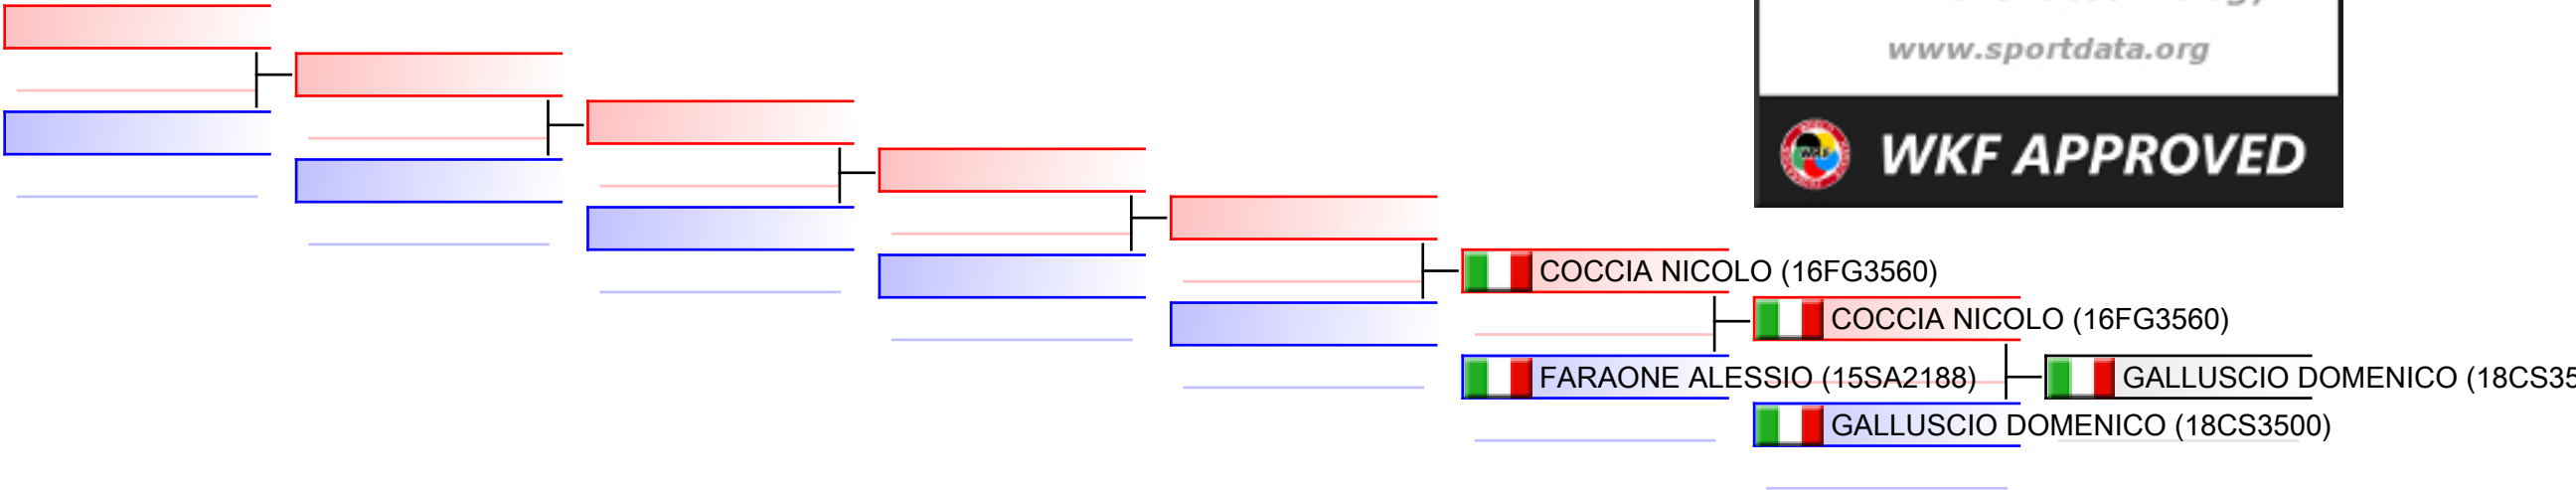 www.sportdata.org
WKF APPROVED
COCCIA NICOLO (16FG3560)
COCCIA NICOLO (16FG3560)
FARAONE ALESSIO (15SA2188)
GALLUSCIO DOMENICO (18CS35
GALLUSCIO DOMENICO (18CS3500)